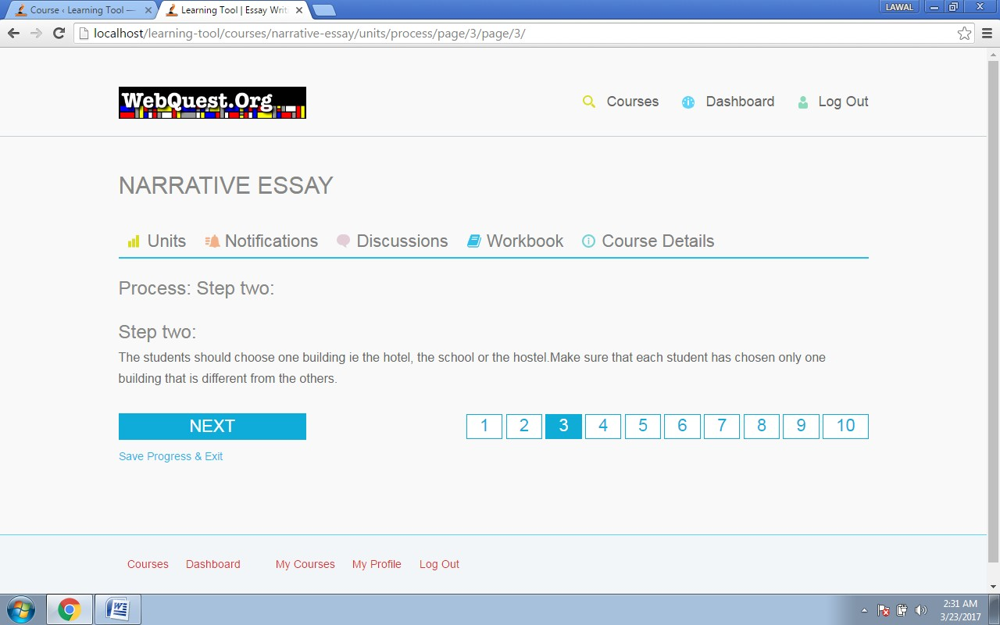 Course ‹ Learning Tool —
Learning Tool | Essay Writ
LAWAL
localhost/learning-tool/courses/narrative-essay/units/process/page/3/page/3/
WebQuest.Org
Courses
Dashboard
Log Out
NARRATIVE ESSAY
Units
Notifications
Discussions
Workbook
Course Details
Process: Step two:
Step two:
The students should choose one building ie the hotel, the school or the hostel.Make sure that each student has chosen only one
building that is different from the others.
NEXT
1 2 3 4 5 6 7 8 9 10
Save Progress & Exit
Courses
Dashboard
My Courses
My Profile
Log Out
2:31 AM
3/23/2017